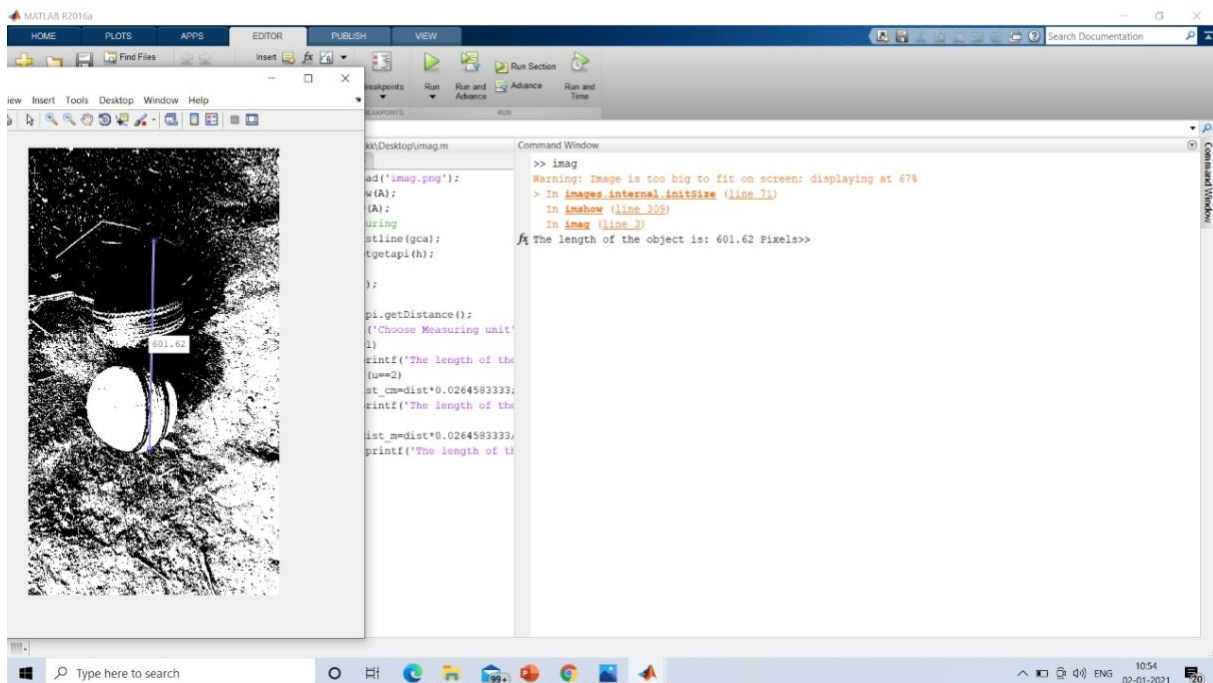 MATLAB R2016a
HOME PLOTS APPS EDITOR PUBLISH VIEW
Search Documentation
Find Files
Insert fx
Run Section
Breakpoints Run Run and Advance Advance Run and Time
BREAKPOINTS RUN
Insert Tools Desktop Window Help
\Desktop\imag.m
ad('imag.png');
w(A);
(A);
uring
stline(gca);
tgetapi(h);
);
pi.getDistance();
('Choose Measuring unit'
1)
rintf('The length of the
(u==2)
st_cm=dist*0.0264583333;
rintf('The length of the
ist_m=dist*0.0264583333/
printf('The length of th
601.62
Command Window
>> imag
Warning: Image is too big to fit on screen; displaying at 67%
> In images.internal.initSize (line 71)
In imshow (line 309)
In imag (line 3)
fx The length of the object is: 601.62 Pixels>>
Command Window
Type here to search
99+
ENG
10:54
02-01-2021
20